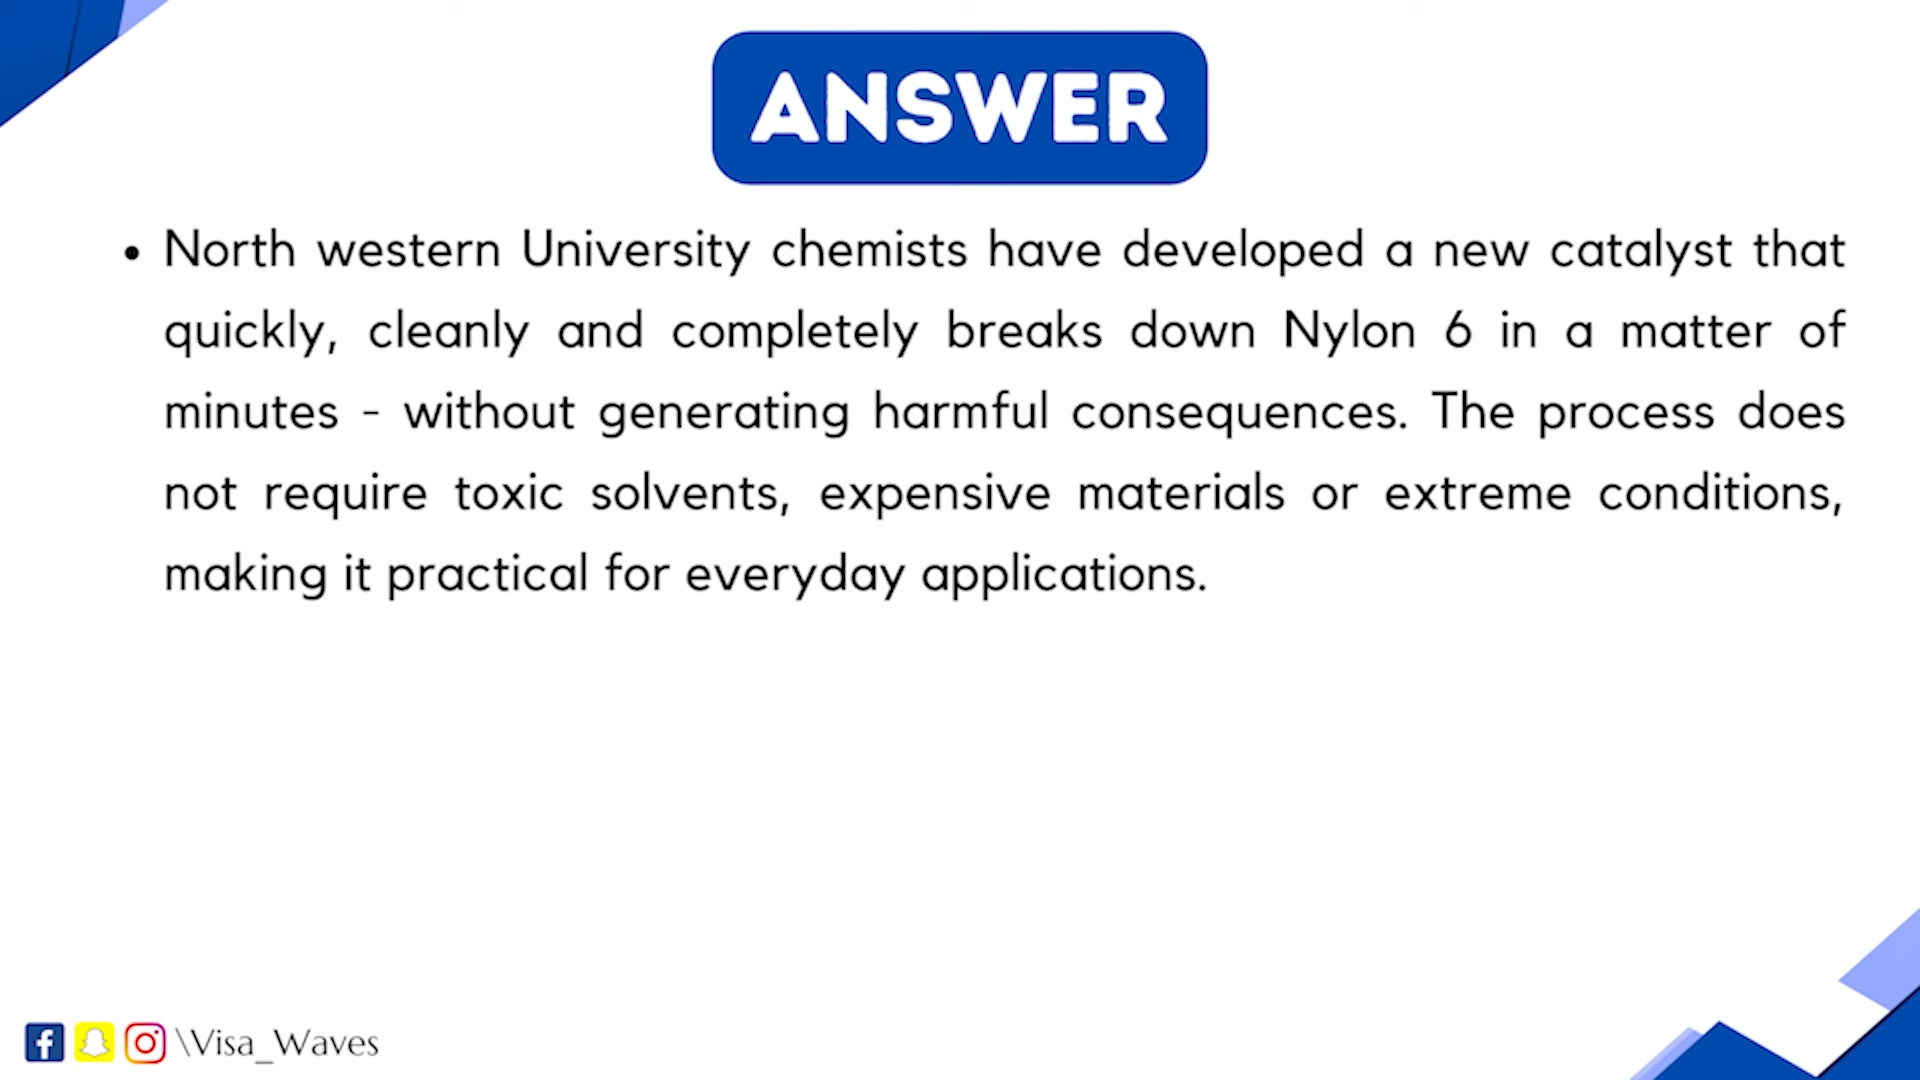 ANSWER
• North western University chemists have developed a new catalyst that
quickly, cleanly and completely breaks down Nylon 6 in a matter of
minutes - without generating harmful consequences. The process does
not require toxic solvents, expensive materials or extreme conditions,
making it practical for everyday applications.
\Visa_Waves